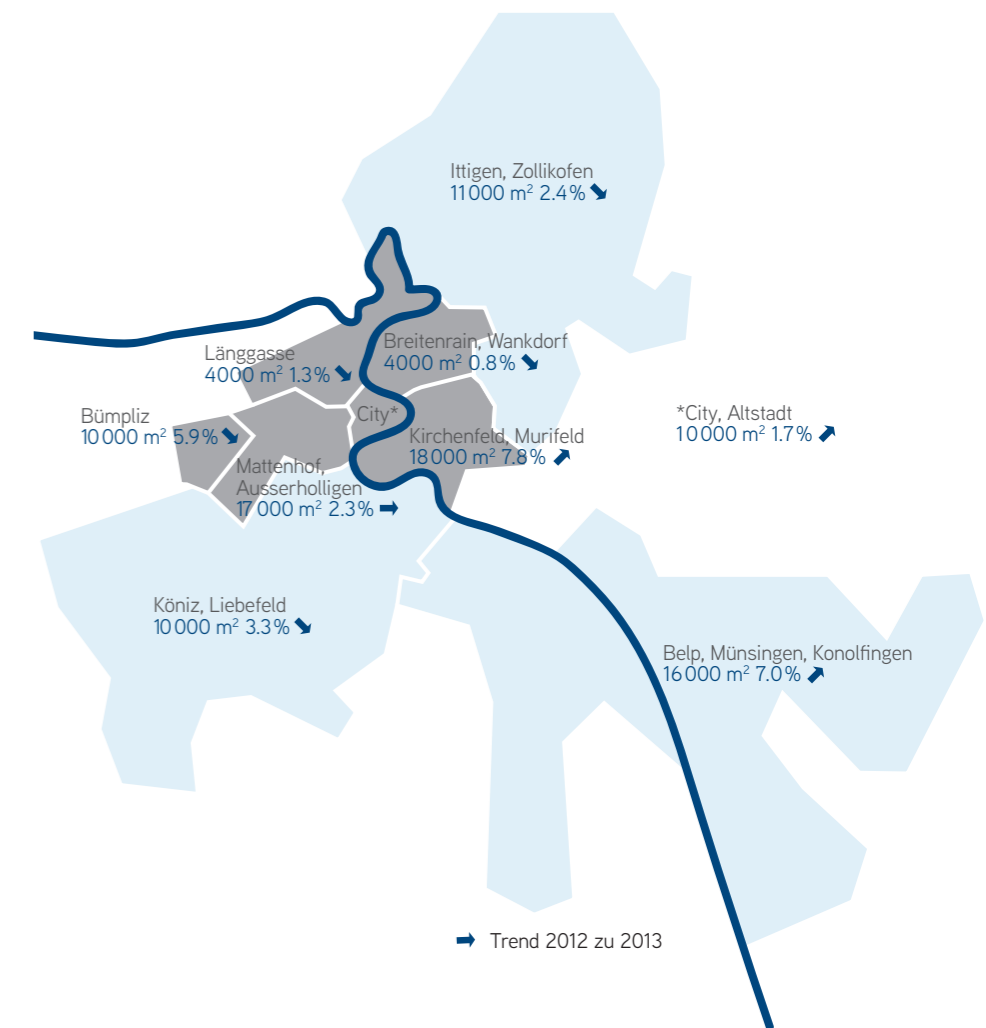 Ittigen, Zollikofen
11 000 m² 2.4 %
Breitenrain, Wankdorf
4000 m² 0.8 %
Länggasse
4000 m² 1.3 %
City*
*City, Altstadt
10 000 m² 1.7 %
Bümpliz
10 000 m² 5.9 %
Kirchenfeld, Murifeld
18 000 m² 7.8 %
Mattenhof,
Ausserholligen
17 000 m² 2.3 %
Köniz, Liebefeld
10 000 m² 3.3 %
Belp, Münsingen, Konolfingen
16 000 m² 7.0 %
Trend 2012 zu 2013